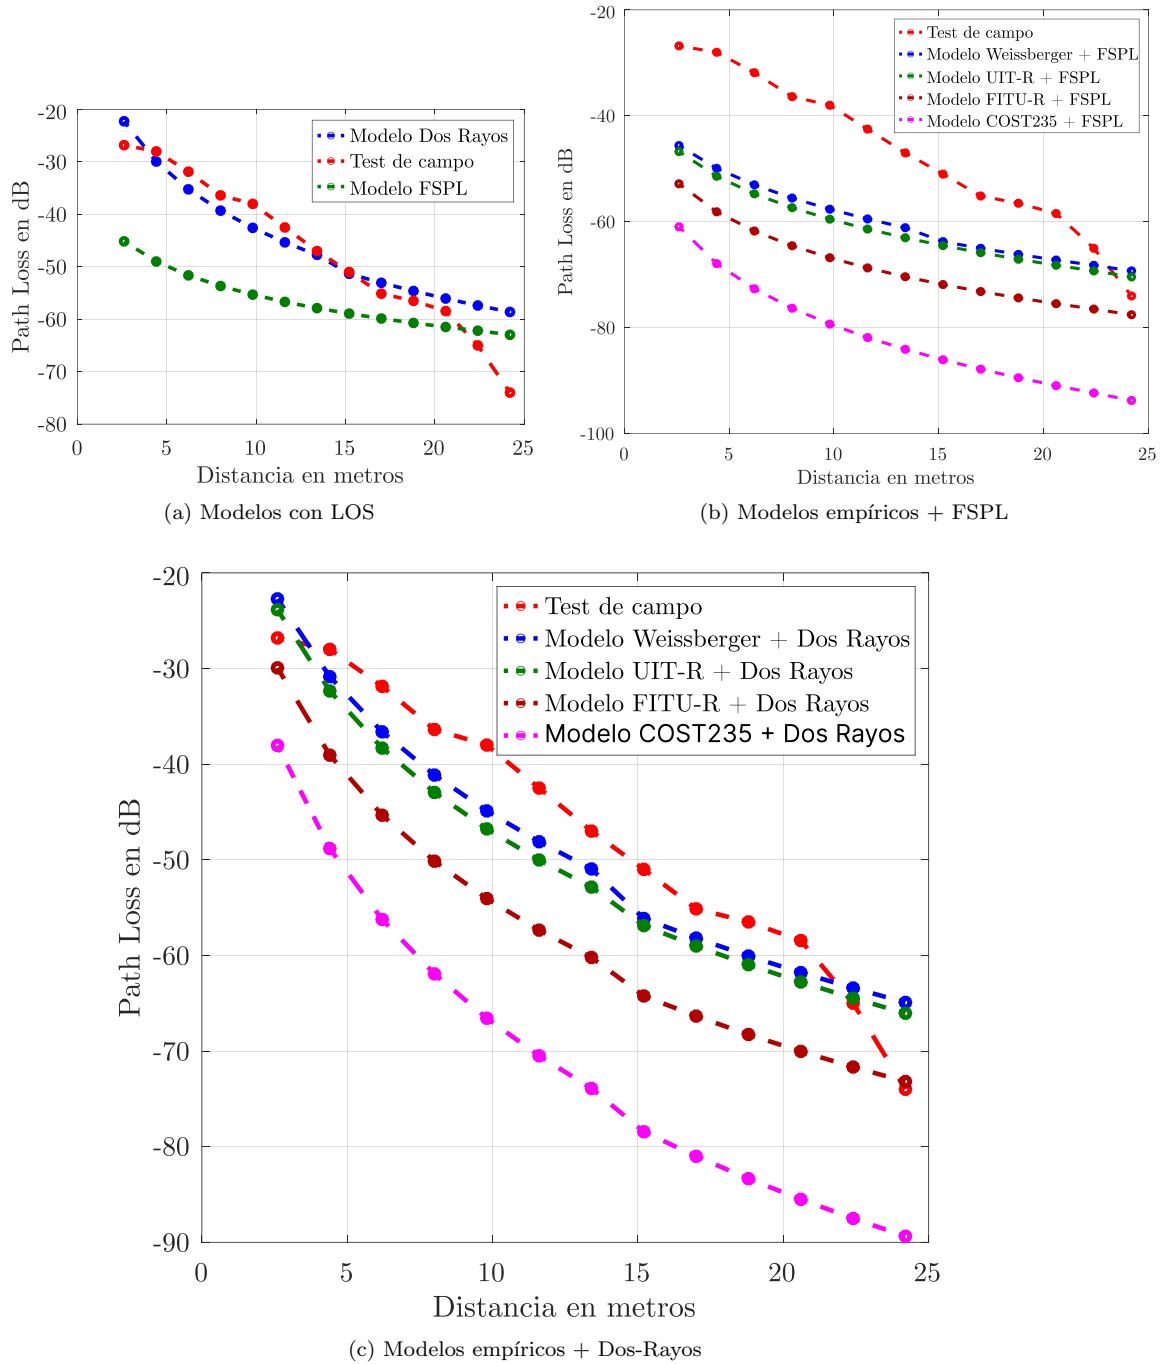 -20
-30
-40
-50
-60
-70
-80
0 5 10 15 20 25
Path Loss en dB
Distancia en metros
Modelo Dos Rayos
Test de campo
Modelo FSPL
(a) Modelos con LOS
-20
-40
-60
-80
-100
0 5 10 15 20 25
Path Loss en dB
Distancia en metros
Test de campo
Modelo Weissberger + FSPL
Modelo UIT-R + FSPL
Modelo FITU-R + FSPL
Modelo COST235 + FSPL
(b) Modelos empíricos + FSPL
-20
-30
-40
-50
-60
-70
-80
-90
0 5 10 15 20 25
Path Loss en dB
Distancia en metros
Test de campo
Modelo Weissberger + Dos Rayos
Modelo UIT-R + Dos Rayos
Modelo FITU-R + Dos Rayos
Modelo COST235 + Dos Rayos
(c) Modelos empíricos + Dos-Rayos